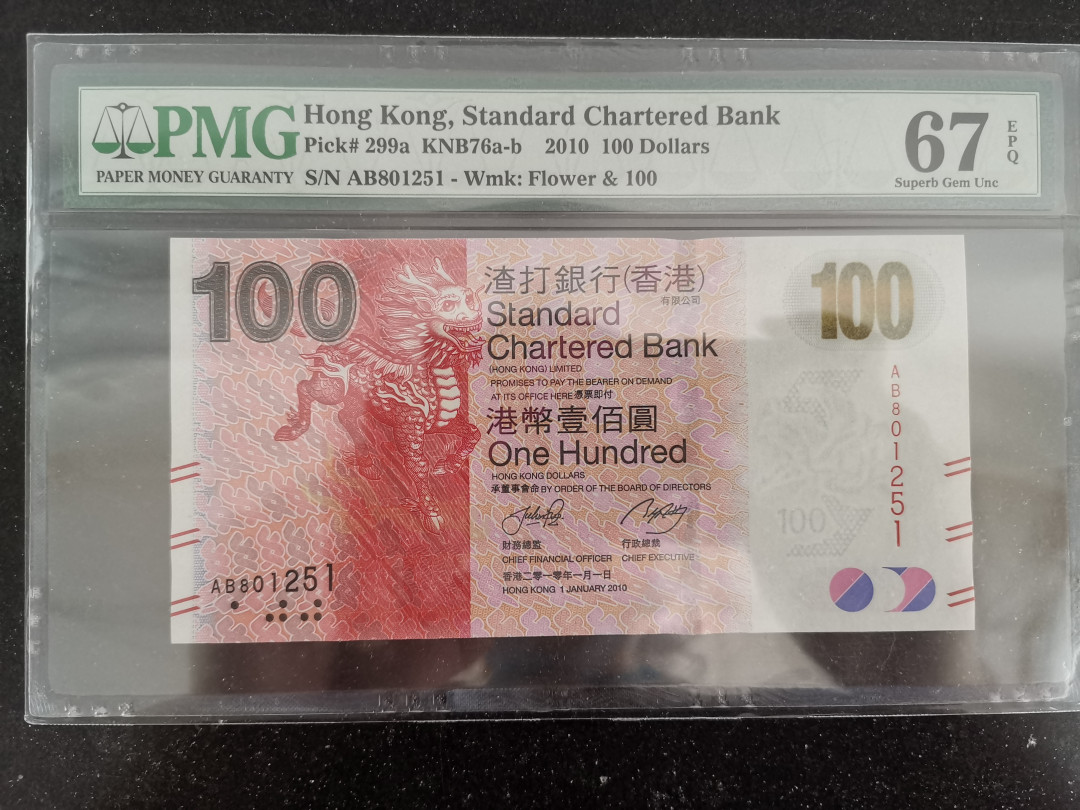 PMG
PAPER MONEY GUARANTY
Hong Kong, Standard Chartered Bank
Pick# 299a KNB76a-b 2010 100 Dollars
S/N AB801251 - Wmk: Flower & 100
67
EPQ
Superb Gem Unc
100
渣打銀行(香港)
有限公司
Standard
Chartered Bank
(HONG KONG) LIMITED
PROMISES TO PAY THE BEARER ON DEMAND
AT ITS OFFICE HERE 憑票即付
港幣壹佰圓
One Hundred
HONG KONG DOLLARS
承董事會命 BY ORDER OF THE BOARD OF DIRECTORS
財務總監 行政總裁
CHIEF FINANCIAL OFFICER CHIEF EXECUTIVE
香港二零一零年一月一日
HONG KONG 1 JANUARY 2010
AB801251
100
AB801251
100